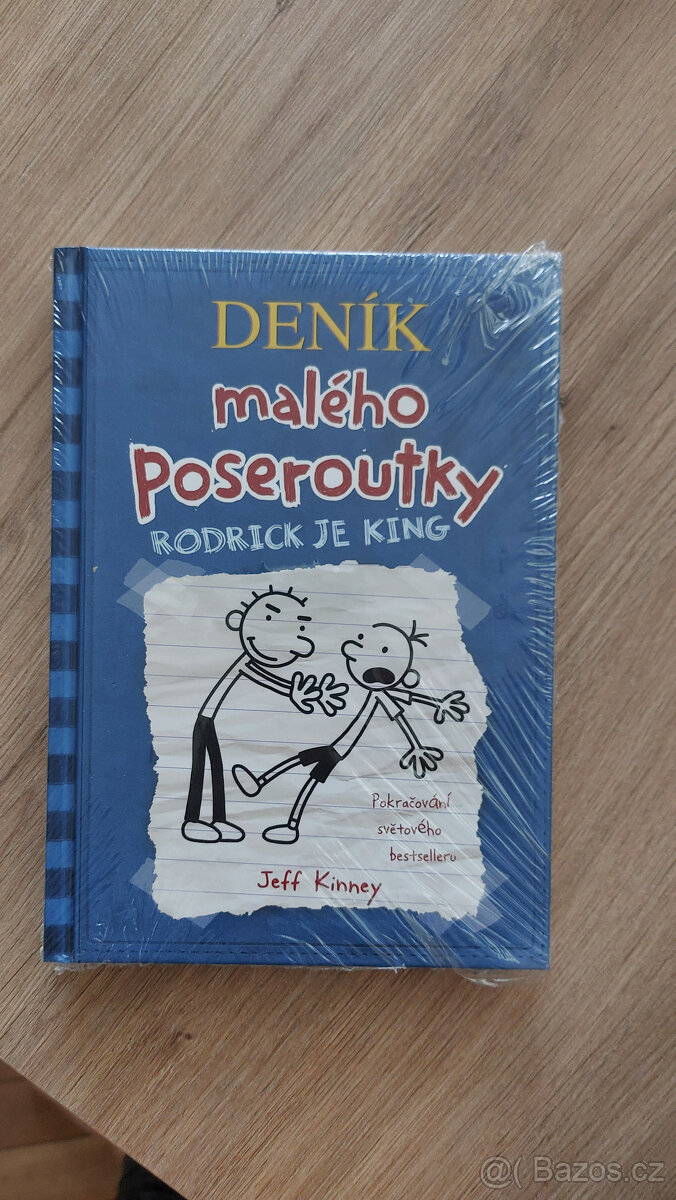 DENÍK
malého
Poseroutky
RODRICK JE KING
Pokračování
světového
bestselleru
Jeff Kinney
@( Bazos.cz